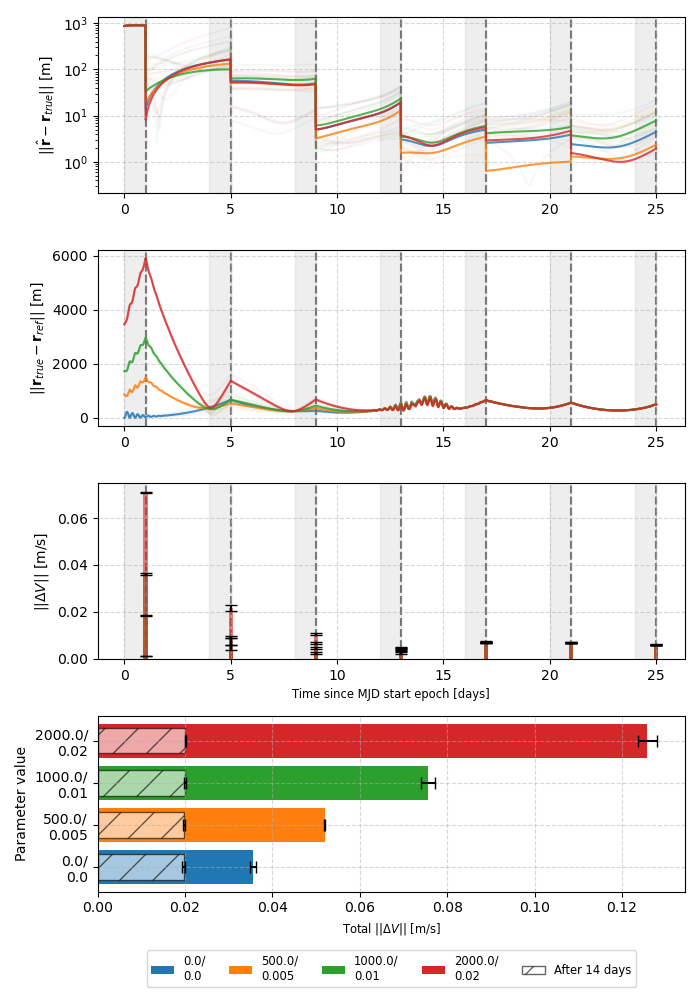 10³
10²
10¹
10⁰
||r̂ − r_true|| [m]
0 5 10 15 20 25
6000
4000
2000
0
||r_true − r_ref|| [m]
0 5 10 15 20 25
0.06
0.04
0.02
0.00
||ΔV|| [m/s]
0 5 10 15 20 25
Time since MJD start epoch [days]
Parameter value
2000.0/
0.02
1000.0/
0.01
500.0/
0.005
0.0/
0.0
0.00 0.02 0.04 0.06 0.08 0.10 0.12
Total ||ΔV|| [m/s]
0.0/
0.0
500.0/
0.005
1000.0/
0.01
2000.0/
0.02
After 14 days